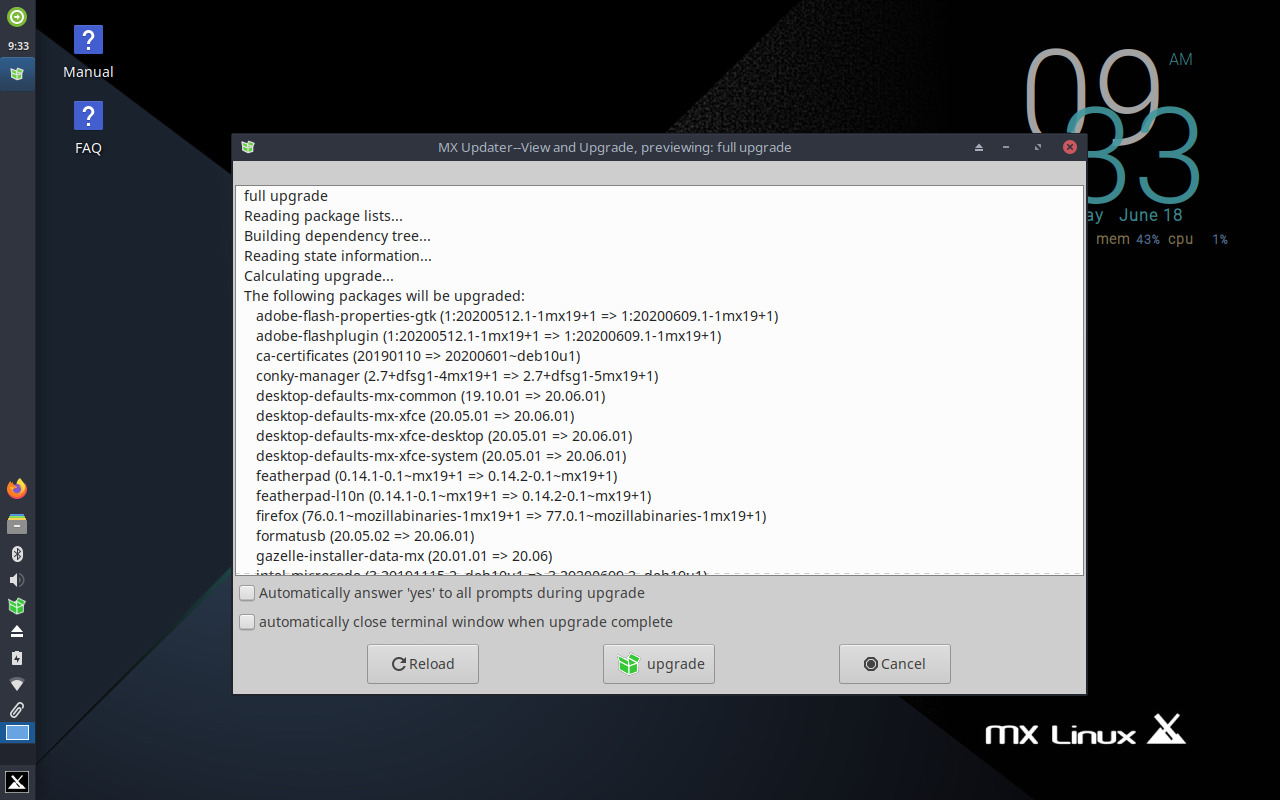 9:33
Manual
FAQ
09
AM
33
ay June 18
mem 43% cpu 1%
MX Updater--View and Upgrade, previewing: full upgrade
full upgrade
Reading package lists...
Building dependency tree...
Reading state information...
Calculating upgrade...
The following packages will be upgraded:
adobe-flash-properties-gtk (1:20200512.1-1mx19+1 => 1:20200609.1-1mx19+1)
adobe-flashplugin (1:20200512.1-1mx19+1 => 1:20200609.1-1mx19+1)
ca-certificates (20190110 => 20200601~deb10u1)
conky-manager (2.7+dfsg1-4mx19+1 => 2.7+dfsg1-5mx19+1)
desktop-defaults-mx-common (19.10.01 => 20.06.01)
desktop-defaults-mx-xfce (20.05.01 => 20.06.01)
desktop-defaults-mx-xfce-desktop (20.05.01 => 20.06.01)
desktop-defaults-mx-xfce-system (20.05.01 => 20.06.01)
featherpad (0.14.1-0.1~mx19+1 => 0.14.2-0.1~mx19+1)
featherpad-l10n (0.14.1-0.1~mx19+1 => 0.14.2-0.1~mx19+1)
firefox (76.0.1~mozillabinaries-1mx19+1 => 77.0.1~mozillabinaries-1mx19+1)
formatusb (20.05.02 => 20.06.01)
gazelle-installer-data-mx (20.01.01 => 20.06)
Automatically answer 'yes' to all prompts during upgrade
automatically close terminal window when upgrade complete
Reload
upgrade
Cancel
mx Linux